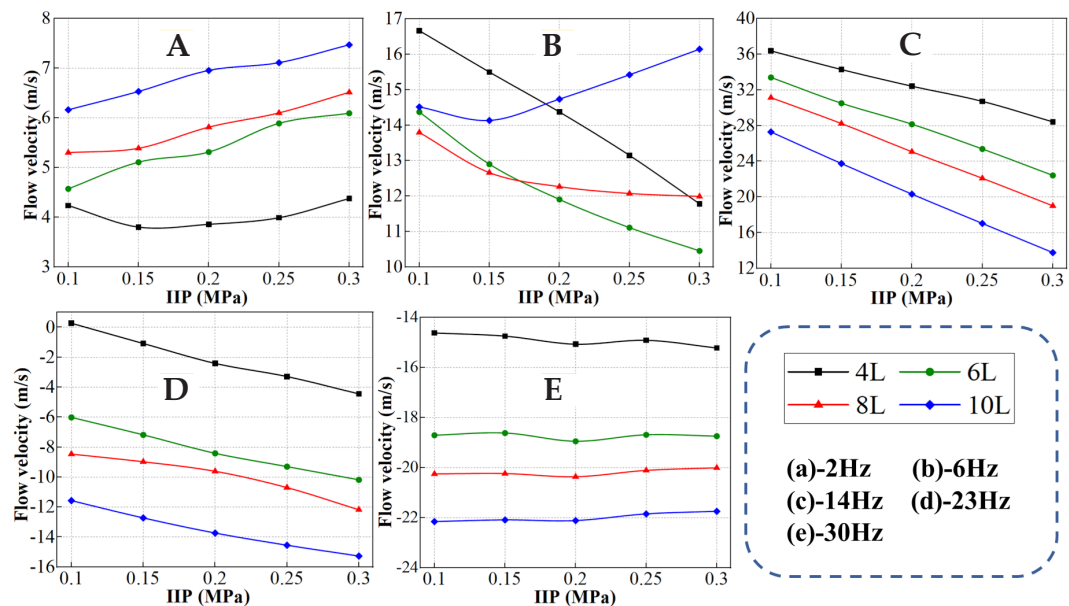 A
Flow velocity (m/s)
8
7
6
5
4
3
0.1 0.15 0.2 0.25 0.3
IIP (MPa)
B
Flow velocity (m/s)
17
16
15
14
13
12
11
10
0.1 0.15 0.2 0.25 0.3
IIP (MPa)
C
Flow velocity (m/s)
36
32
28
24
20
16
12
0.1 0.15 0.2 0.25 0.3
IIP (MPa)
D
Flow velocity (m/s)
0
-2
-4
-6
-8
-10
-12
-14
-16
0.1 0.15 0.2 0.25 0.3
IIP (MPa)
E
Flow velocity (m/s)
-14
-16
-18
-20
-22
-24
0.1 0.15 0.2 0.25 0.3
IIP (MPa)
4L 6L
8L 10L
(a)-2Hz (b)-6Hz
(c)-14Hz (d)-23Hz
(e)-30Hz